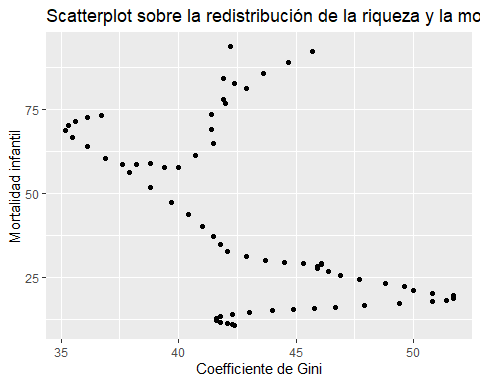 Scatterplot sobre la redistribución de la riqueza y la mo
Mortalidad infantil
75
50
25
35
40
45
50
Coefficiente de Gini